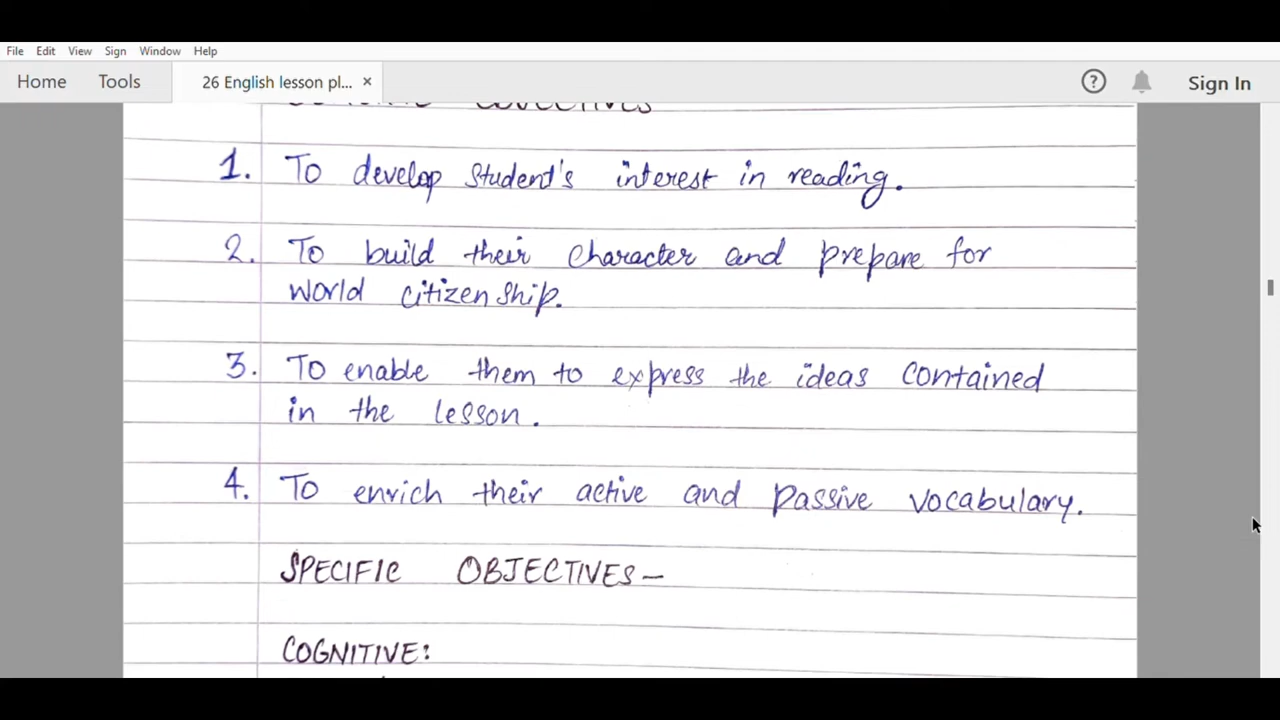 File Edit View Sign Window Help
Home Tools 26 English lesson pl... × ? Sign In
OBJECTIVES
1. To develop student's interest in reading.
2. To build their character and prepare for
world citizenship.
3. To enable them to express the ideas contained
in the lesson.
4. To enrich their active and passive vocabulary.
SPECIFIC OBJECTIVES—
COGNITIVE: